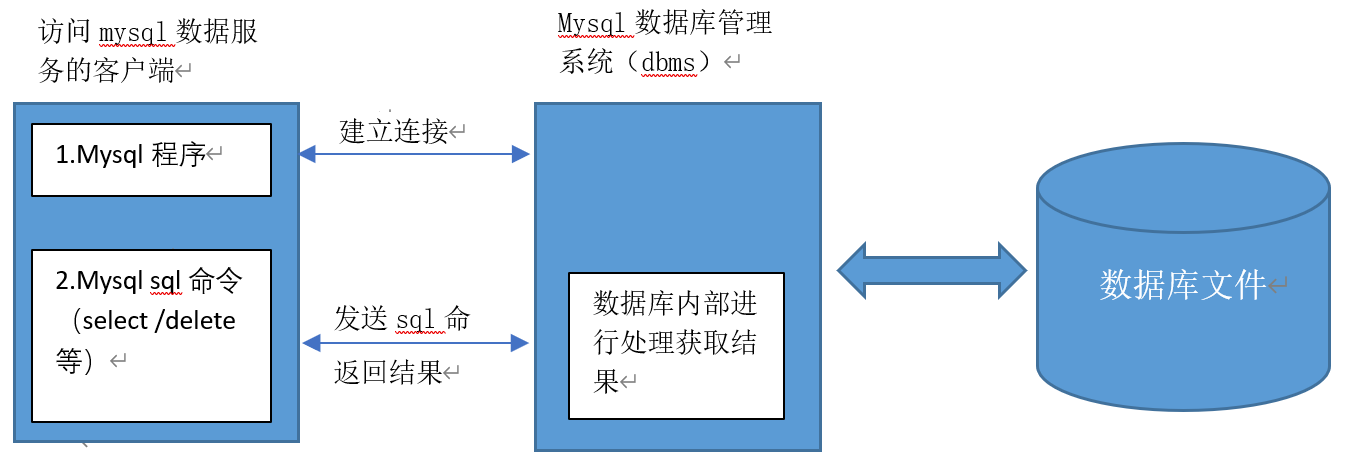 访问 mysql 数据服
务的客户端↵
Mysql 数据库管理
系统（dbms）↵
1.Mysql 程序↵
建立连接↵
2.Mysql sql 命令
（select /delete
等）↵
发送 sql 命
返回结果↵
数据库内部进
行处理获取结
果↵
数据库文件↵